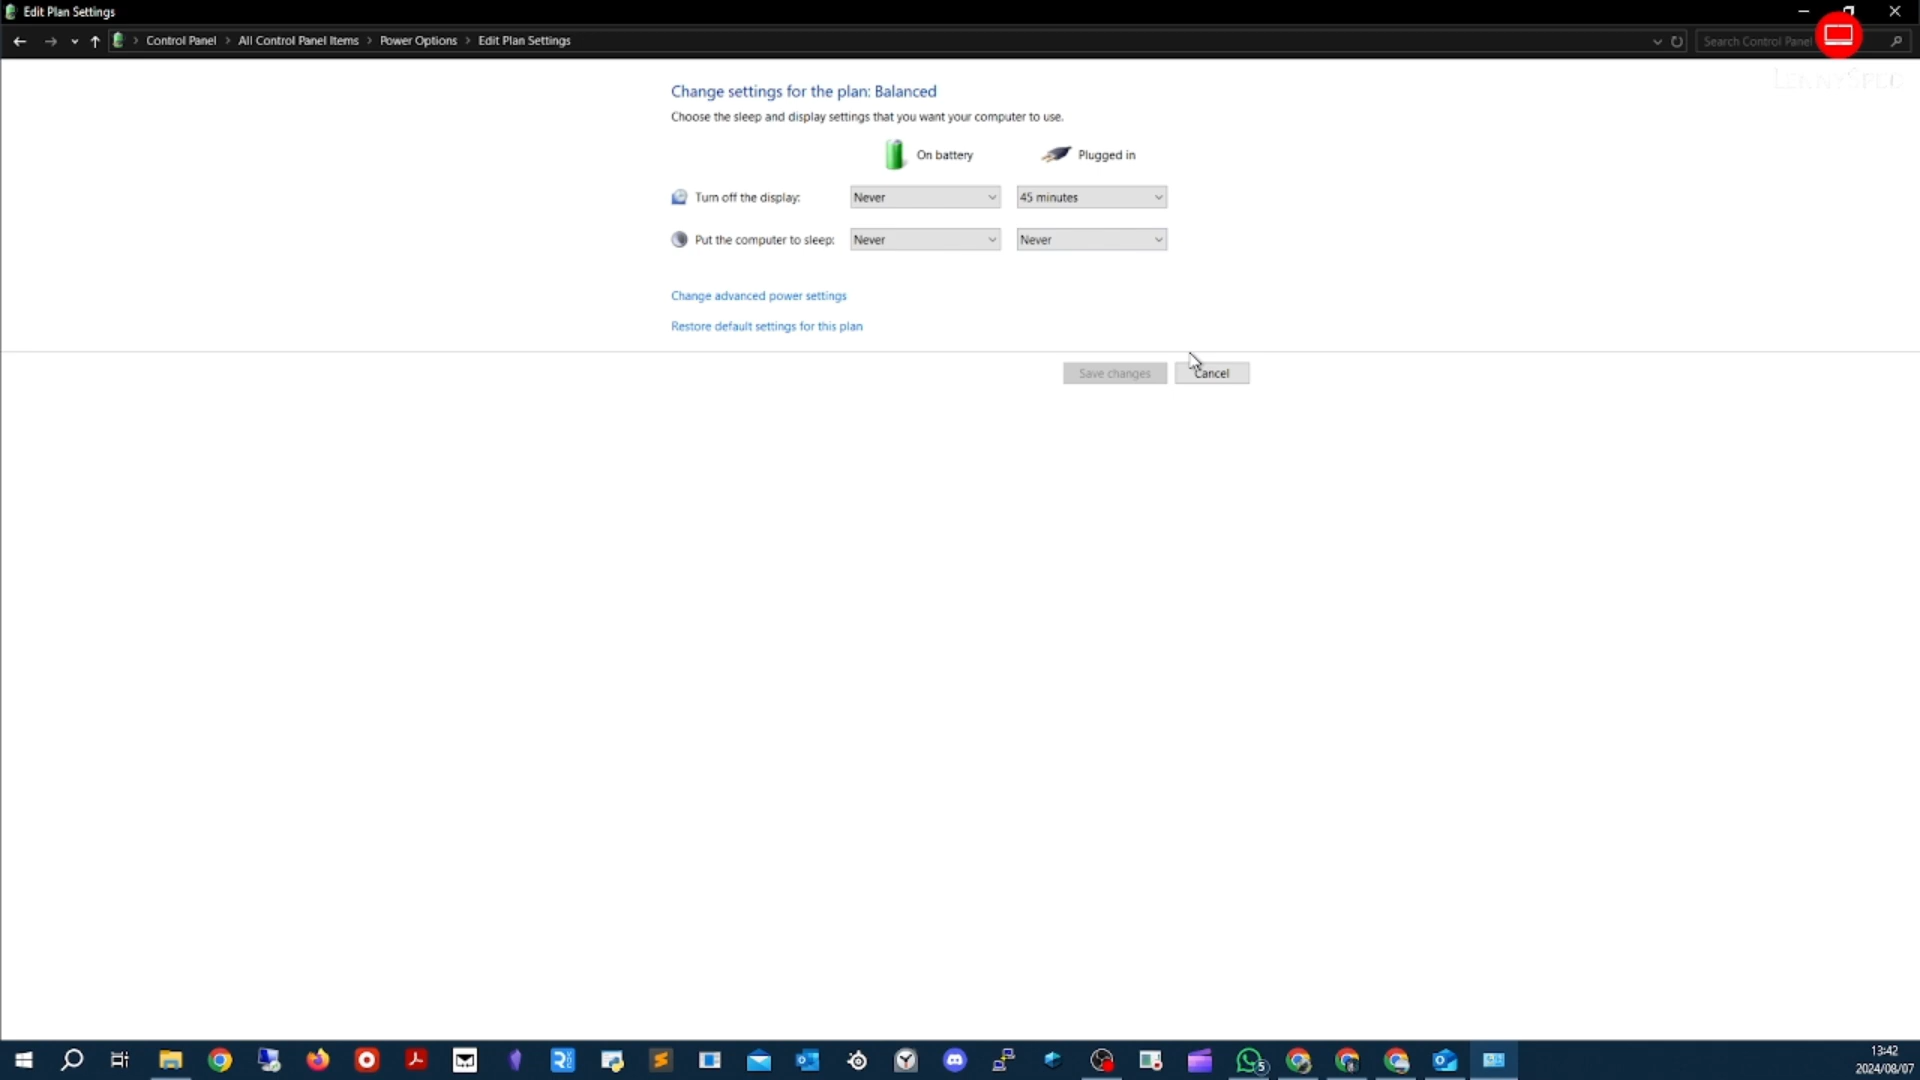 Edit Plan Settings
Control Panel > All Control Panel Items > Power Options > Edit Plan Settings
Search Control Panel
Change settings for the plan: Balanced
Choose the sleep and display settings that you want your computer to use.
On battery
Plugged in
Turn off the display:
Never
45 minutes
Put the computer to sleep:
Never
Never
Change advanced power settings
Restore default settings for this plan
Save changes
Cancel
5
13:42
2024/08/07